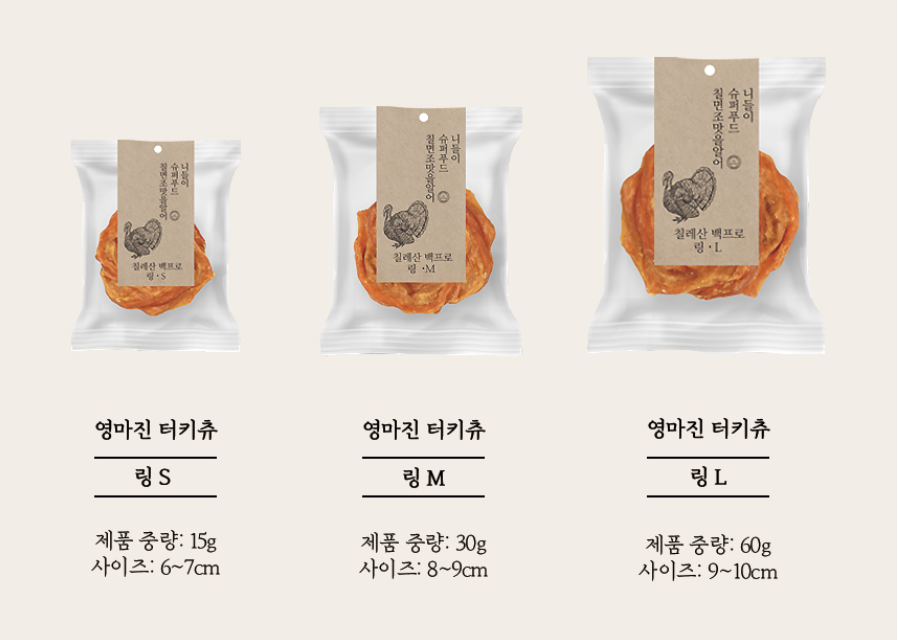 니들이
슈퍼푸드
칠면조맛을알어
칠레산 백프로
링·S
니들이
슈퍼푸드
칠면조맛을알어
칠레산 백프로
링·M
니들이
슈퍼푸드
칠면조맛을알어
칠레산 백프로
링·L
영마진 터키츄
링 S
제품 중량: 15g
사이즈: 6~7cm
영마진 터키츄
링 M
제품 중량: 30g
사이즈: 8~9cm
영마진 터키츄
링 L
제품 중량: 60g
사이즈: 9~10cm